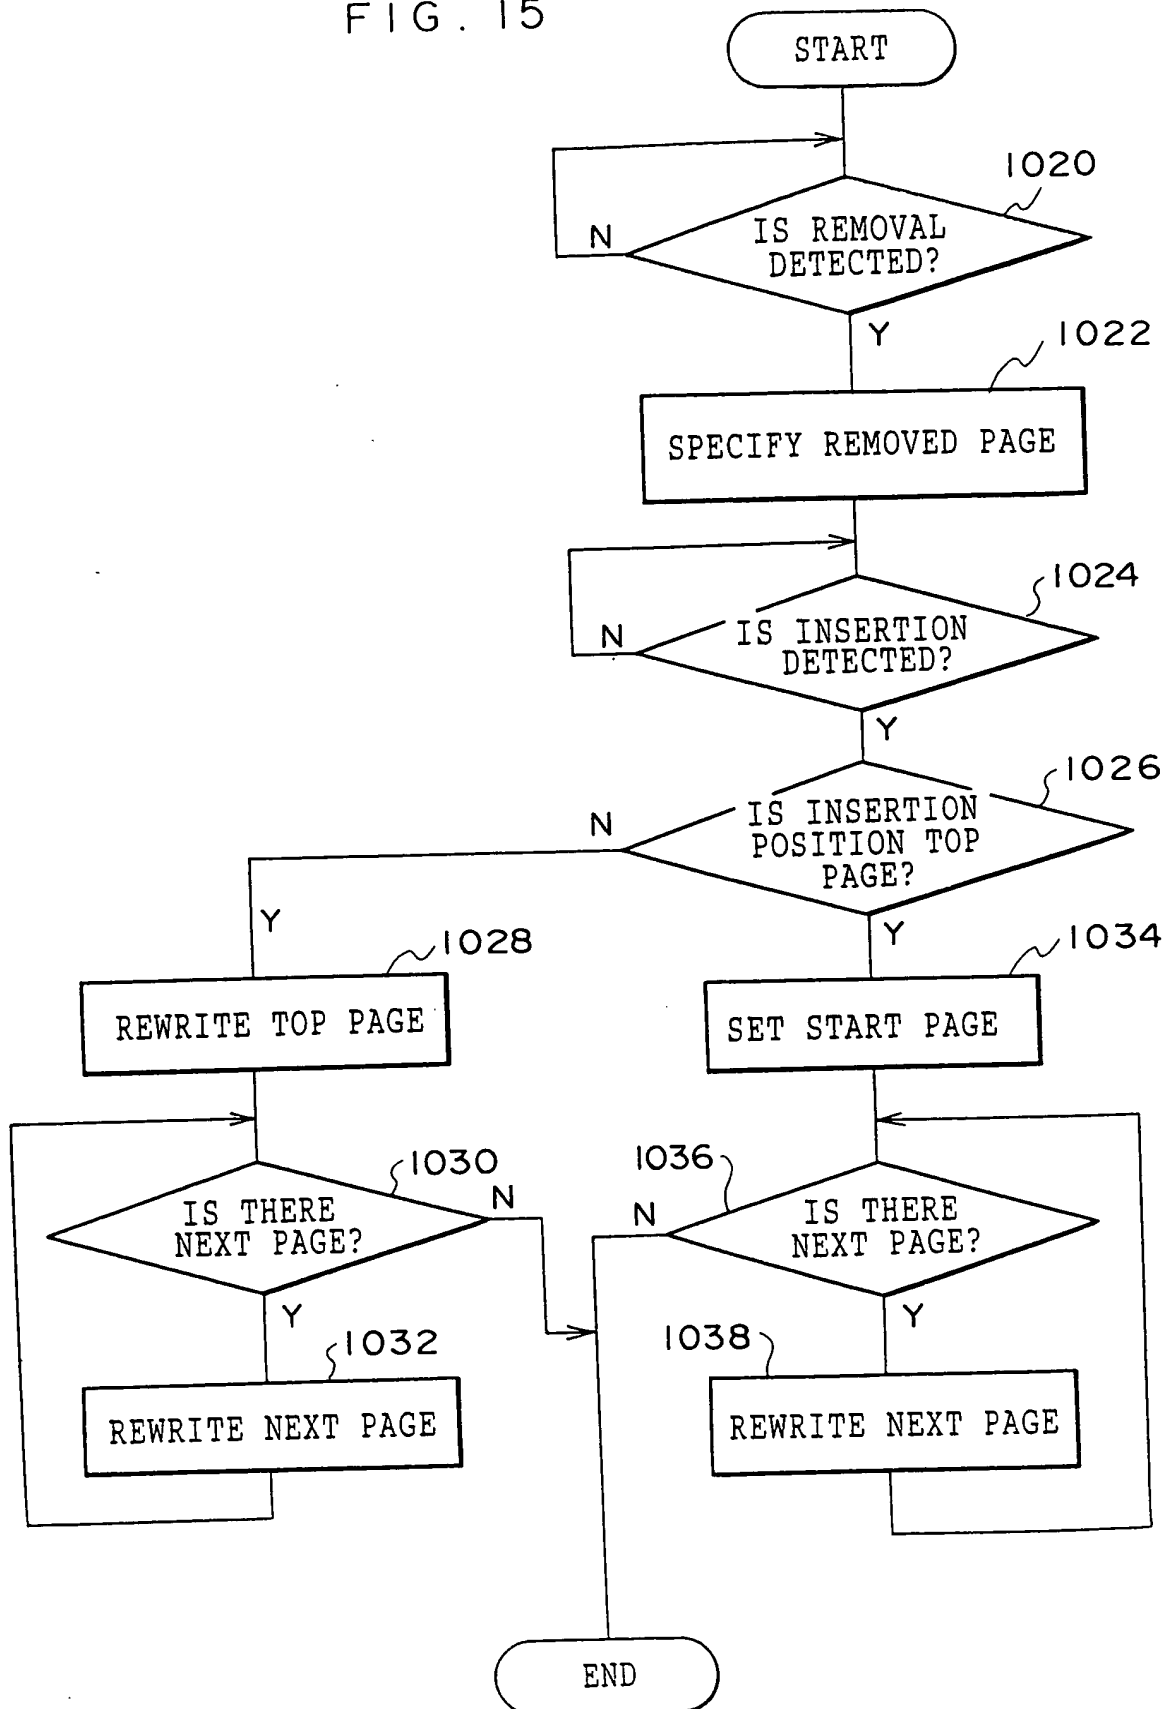 FIG. 15
START
1020
IS REMOVAL
DETECTED?
N
Y
1022
SPECIFY REMOVED PAGE
1024
IS INSERTION
DETECTED?
N
Y
1026
IS INSERTION
POSITION TOP
PAGE?
N
Y
Y
1028
REWRITE TOP PAGE
1034
SET START PAGE
1030
IS THERE
NEXT PAGE?
N
Y
1036
IS THERE
NEXT PAGE?
N
Y
1032
REWRITE NEXT PAGE
1038
REWRITE NEXT PAGE
END